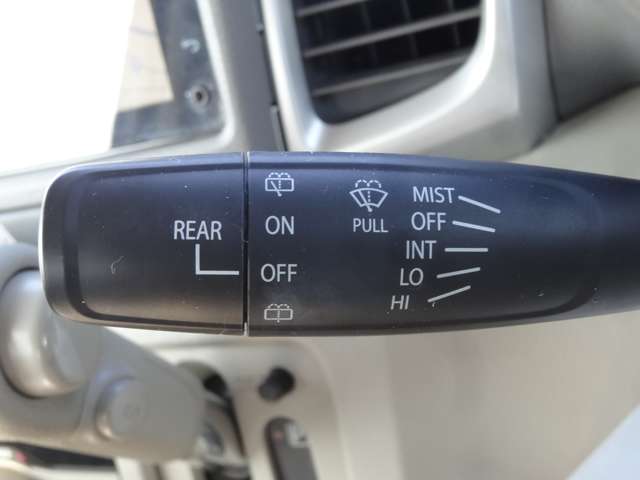 REAR
ON
OFF
PULL
MIST
OFF
INT
LO
HI